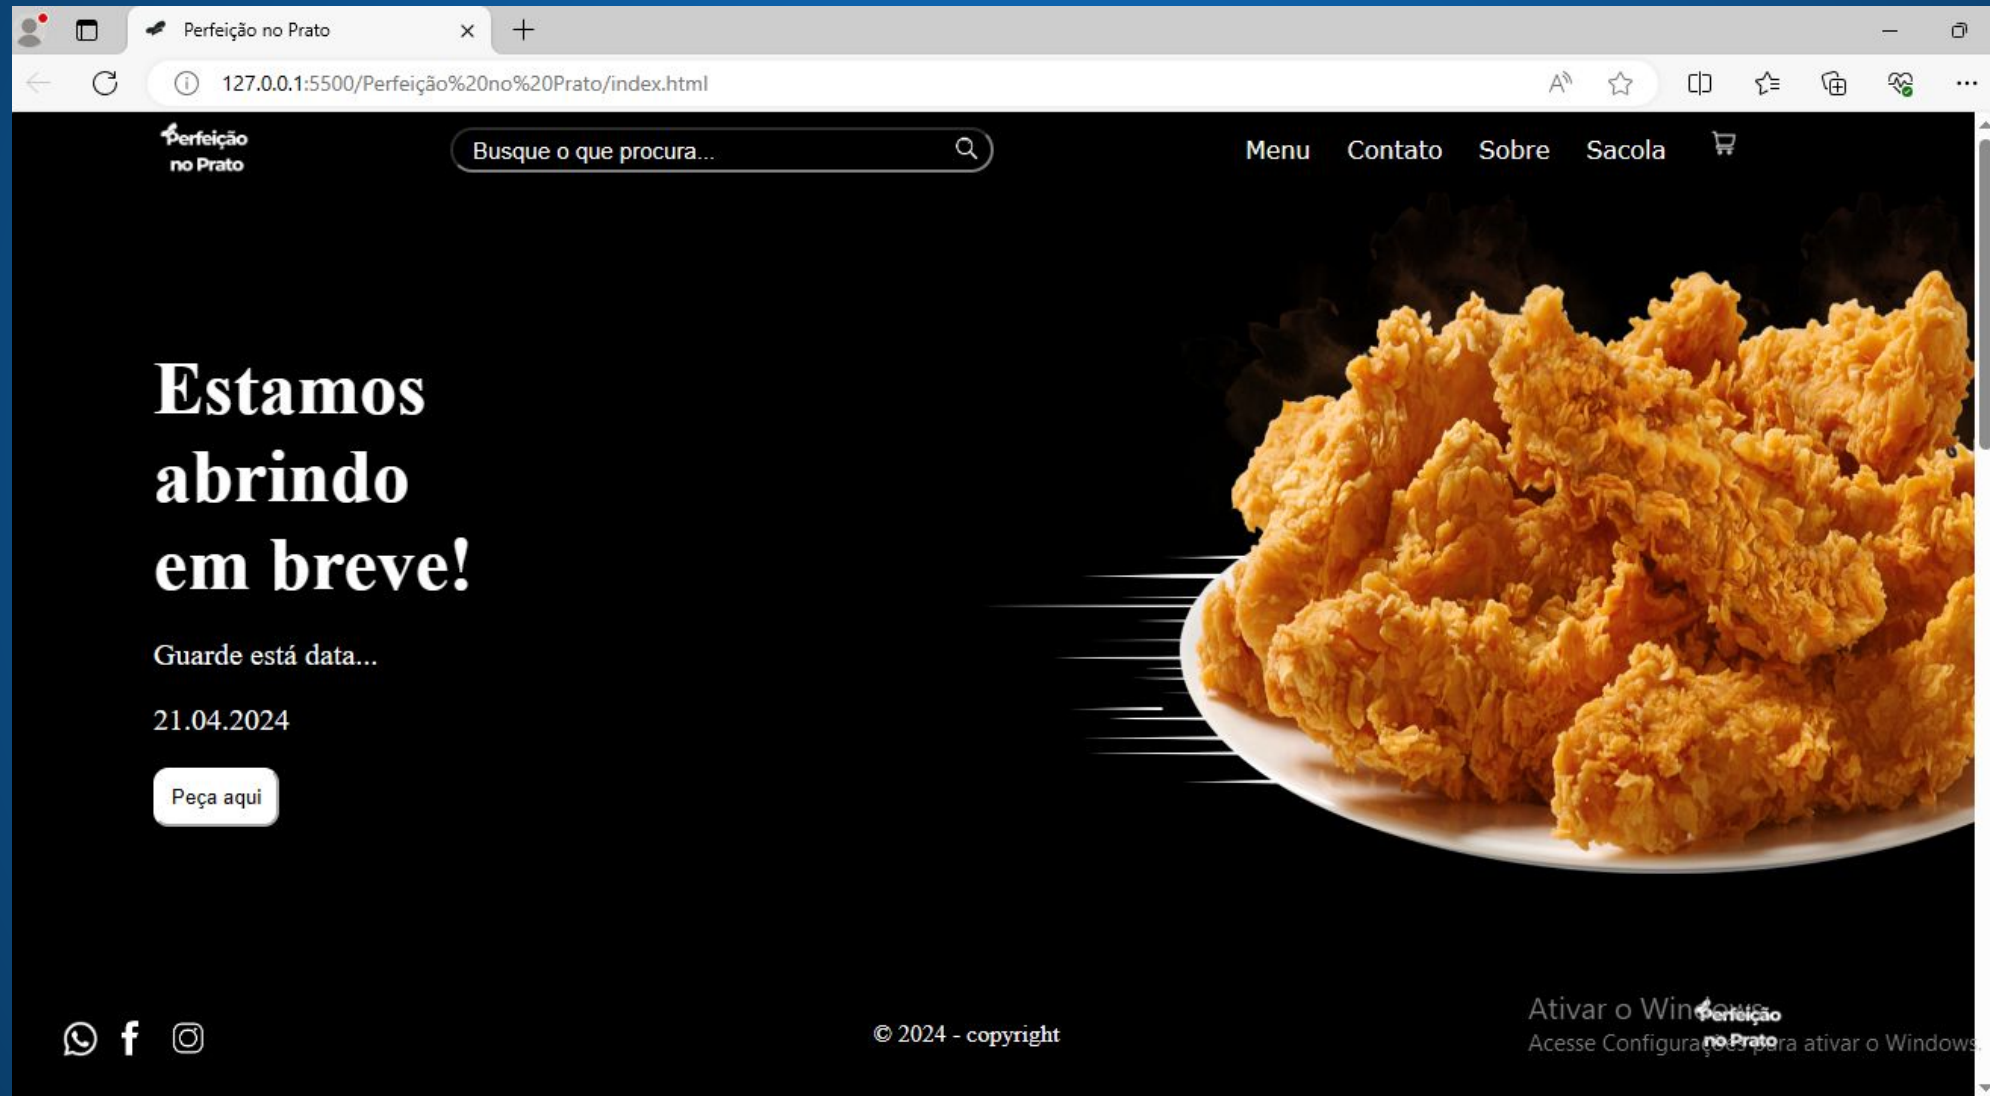 Perfeição no Prato
127.0.0.1:5500/Perfeição%20no%20Prato/index.html
Perfeição
no Prato
Busque o que procura...
Menu Contato Sobre Sacola
Estamos
abrindo
em breve!
Guarde está data...
21.04.2024
Peça aqui
© 2024 - copyright
Ativar o Windows
Perfeição
Acesse Configurações para ativar o Windows.
no Prato